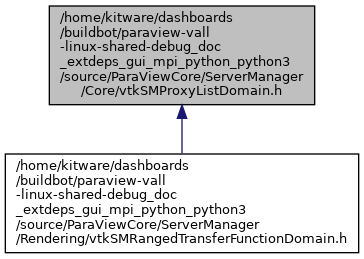 /home/kitware/dashboards
/buildbot/paraview-vall
-linux-shared-debug_doc
_extdeps_gui_mpi_python_python3
/source/ParaViewCore/ServerManager
/Core/vtkSMProxyListDomain.h
/home/kitware/dashboards
/buildbot/paraview-vall
-linux-shared-debug_doc
_extdeps_gui_mpi_python_python3
/source/ParaViewCore/ServerManager
/Rendering/vtkSMRangedTransferFunctionDomain.h